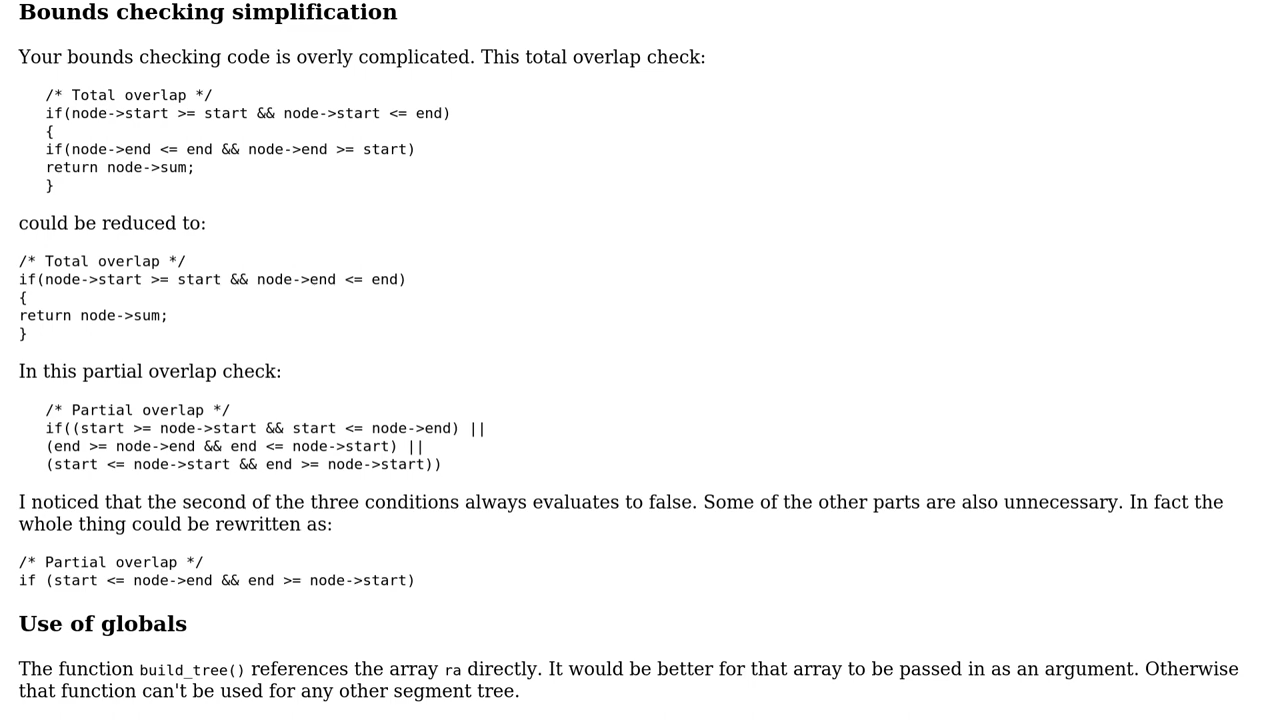 Bounds checking simplification
Your bounds checking code is overly complicated. This total overlap check:
/* Total overlap */
if(node->start >= start && node->start <= end)
{
if(node->end <= end && node->end >= start)
return node->sum;
}
could be reduced to:
/* Total overlap */
if(node->start >= start && node->end <= end)
{
return node->sum;
}
In this partial overlap check:
/* Partial overlap */
if((start >= node->start && start <= node->end) ||
(end >= node->end && end <= node->start) ||
(start <= node->start && end >= node->start))
I noticed that the second of the three conditions always evaluates to false. Some of the other parts are also unnecessary. In fact the
whole thing could be rewritten as:
/* Partial overlap */
if (start <= node->end && end >= node->start)
Use of globals
The function build_tree() references the array ra directly. It would be better for that array to be passed in as an argument. Otherwise
that function can't be used for any other segment tree.